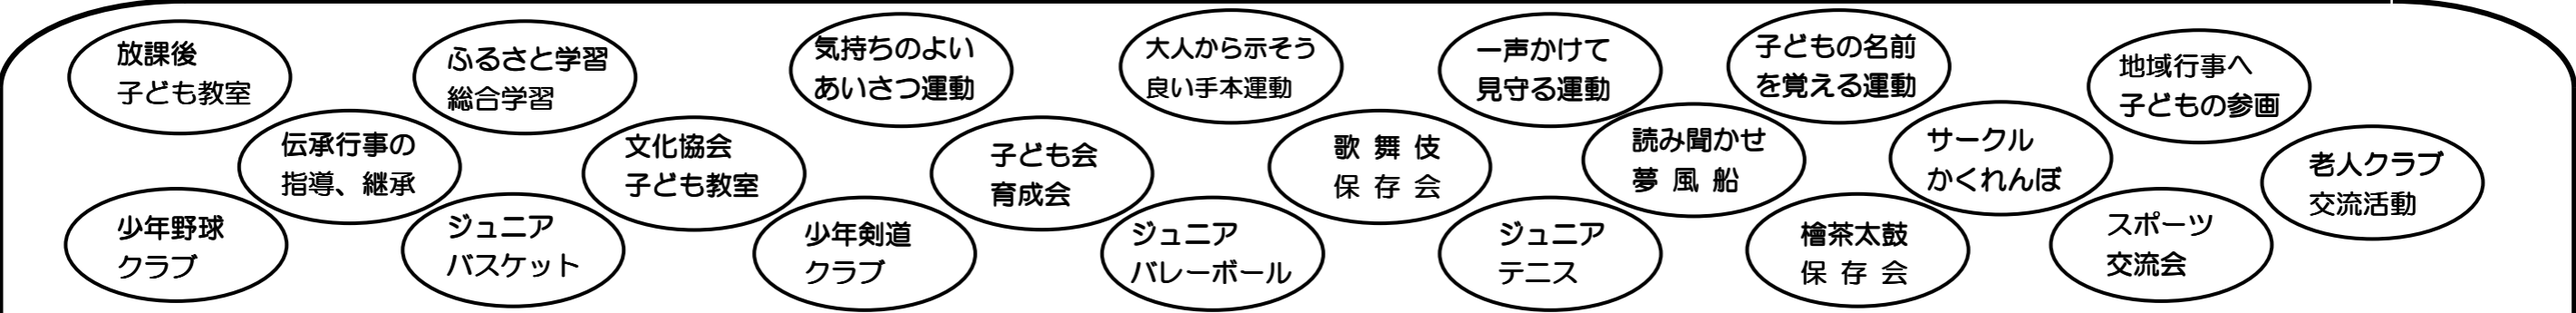 放課後
子ども教室
ふるさと学習
総合学習
気持ちのよい
あいさつ運動
大人から示そう
良い手本運動
一声かけて
見守る運動
子どもの名前
を覚える運動
地域行事へ
子どもの参画
伝承行事の
指導、継承
文化協会
子ども教室
子ども会
育成会
歌 舞 伎
保 存 会
読み聞かせ
夢 風 船
サークル
かくれんぼ
老人クラブ
交流活動
少年野球
クラブ
ジュニア
バスケット
少年剣道
クラブ
ジュニア
バレーボール
ジュニア
テニス
檜茶太鼓
保 存 会
スポーツ
交流会